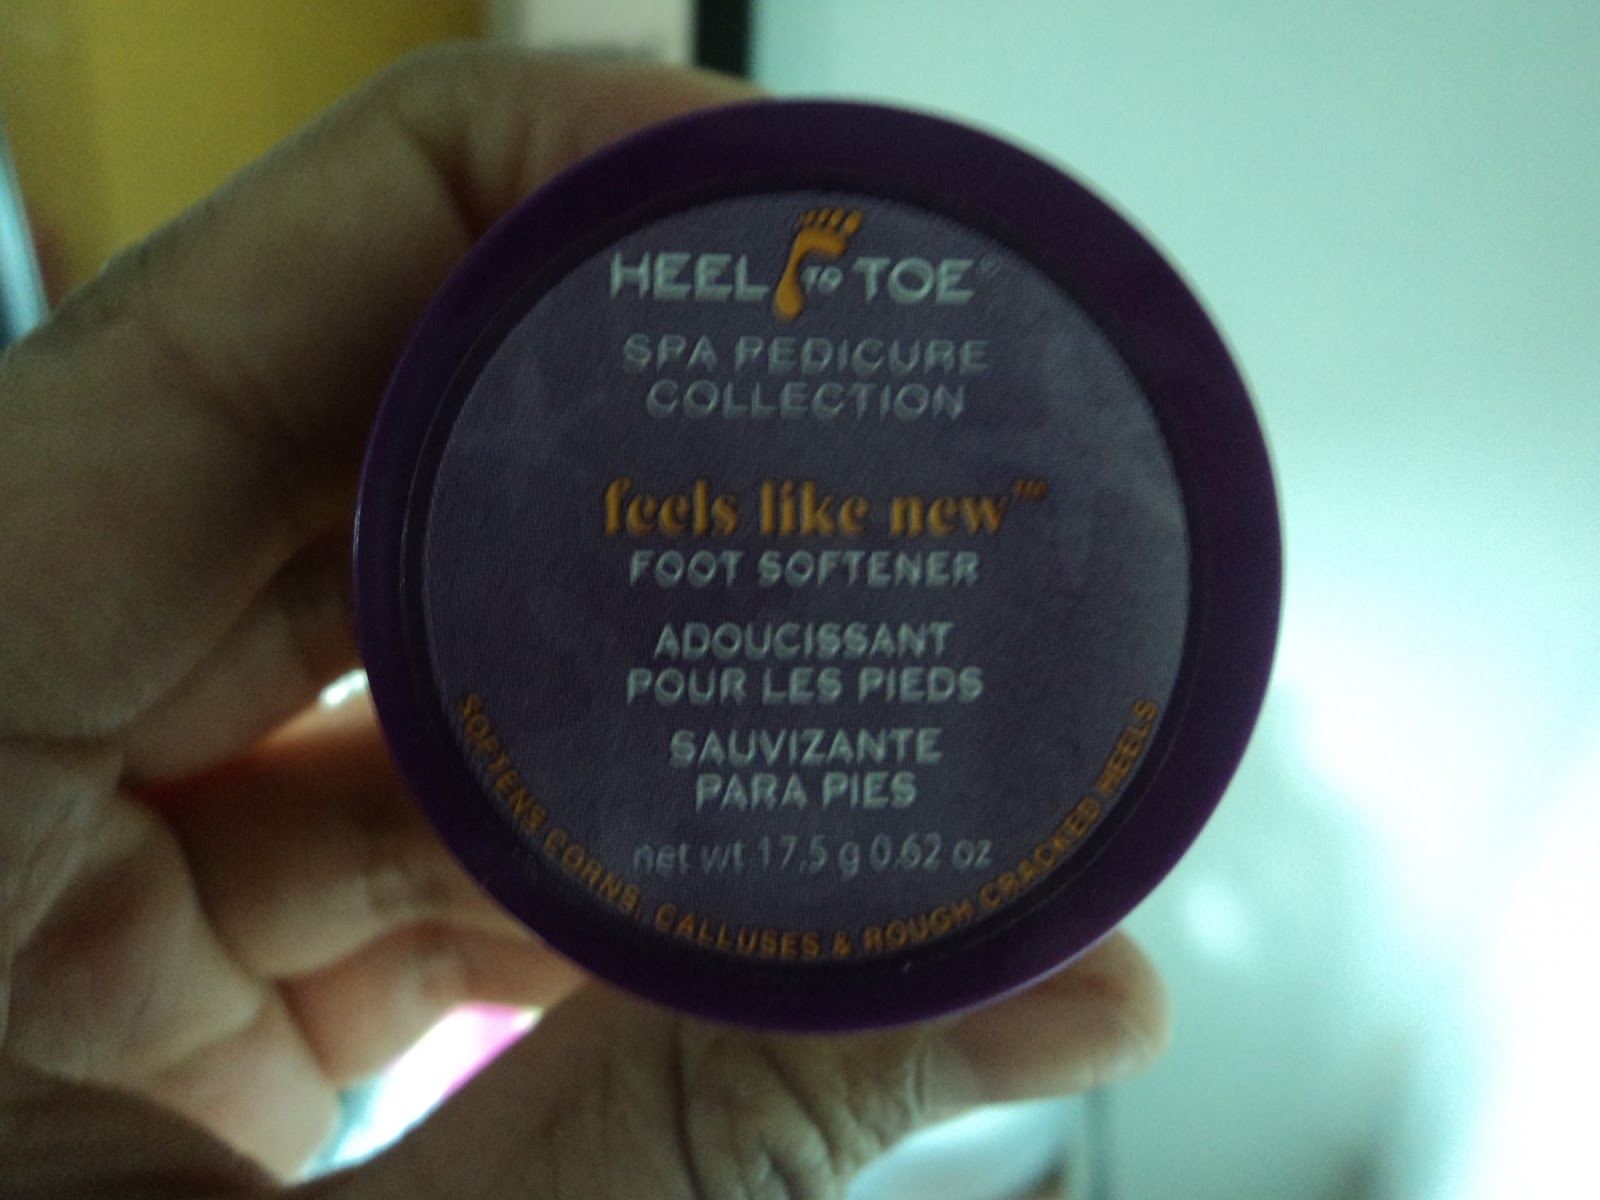 HEEL TO TOE®
SPA PEDICURE
COLLECTION
feels like new™
FOOT SOFTENER
ADOUCISSANT
POUR LES PIEDS
SAUVIZANTE
PARA PIES
net wt 17,5 g 0.62 oz
SOFTENS CORNS, CALLUSES & ROUGH CRACKED HEELS